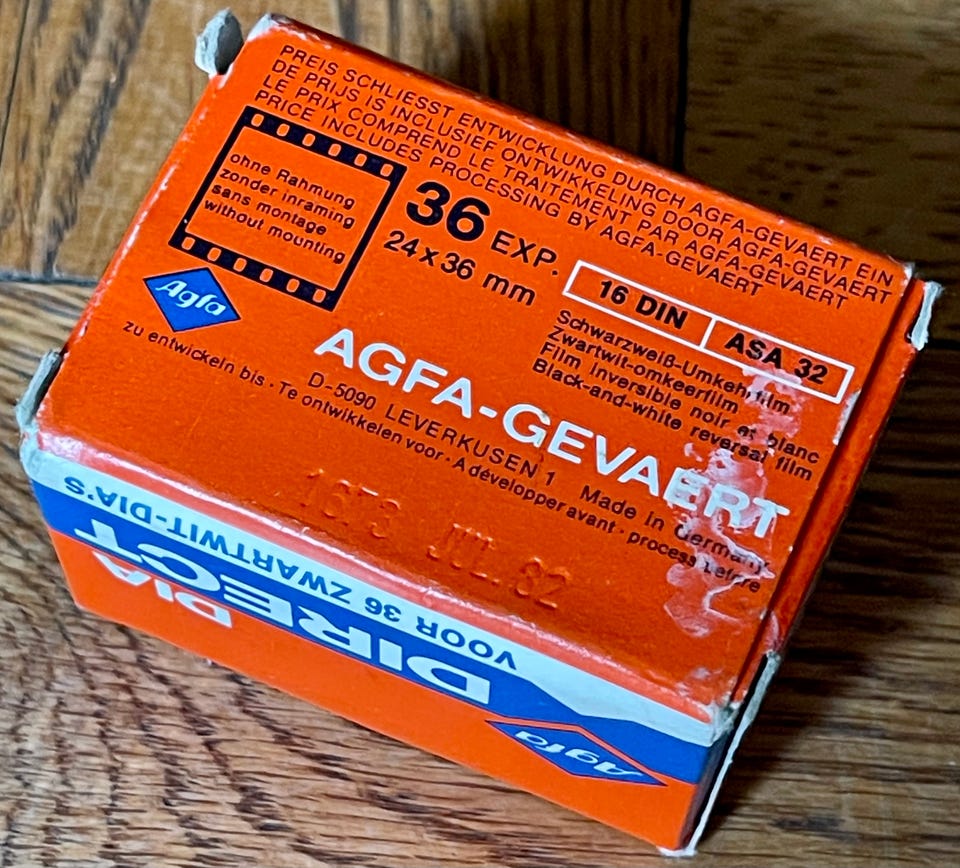 PREIS SCHLIESST ENTWICKLUNG DURCH AGFA-GEVAERT EIN
DE PRIJS IS INCLUSIEF ONTWIKKELING DOOR AGFA-GEVAERT
LE PRIX COMPREND LE TRAITEMENT PAR AGFA-GEVAERT
PRICE INCLUDES PROCESSING BY AGFA-GEVAERT
ohne Rahmung
zonder inraming
sans montage
without mounting
36 EXP.
24x36 mm
16 DIN ASA 32
Schwarzweiß-Umkehrfilm
Zwartwit-omkeerfilm
Film inversible noir et blanc
Black-and-white reversal film
Agfa
AGFA-GEVAERT
D-5090 LEVERKUSEN 1 Made in Germany
zu entwickeln bis · Te ontwikkelen voor · A développer avant · process before
1673 JUL. 82
VOOR 36 ZWARTWIT-DIA'S
DIRECT
DIA
Agfa